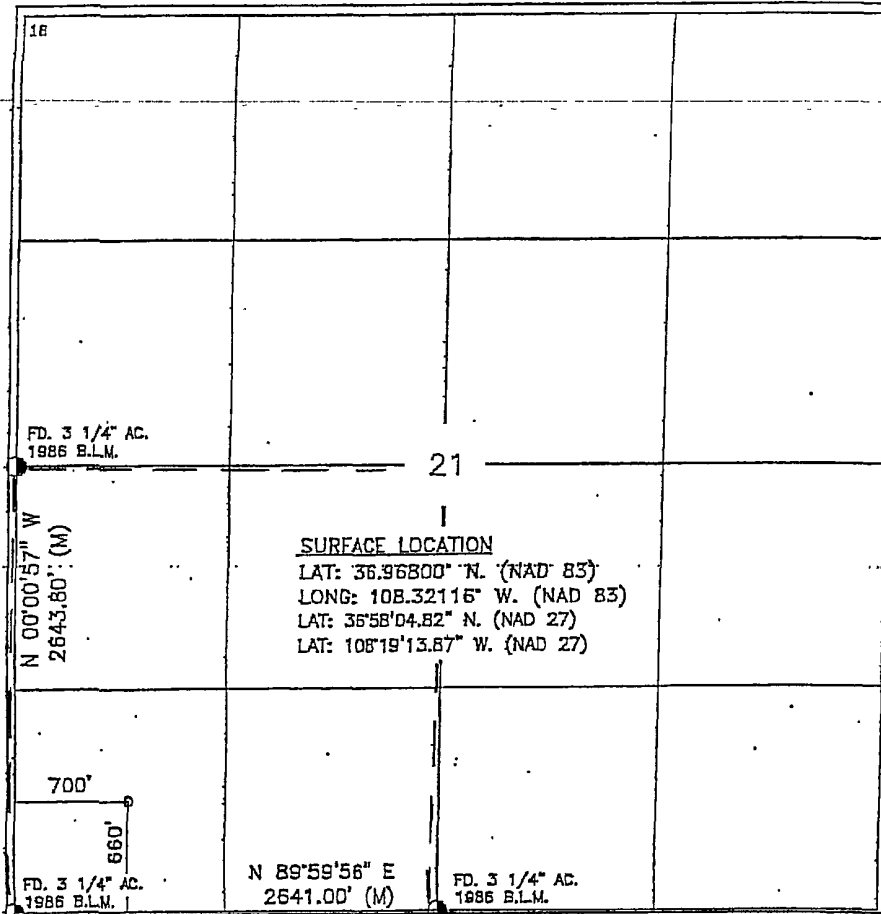 16
FD. 3 1/4" AC.
1986 B.L.M.
21
N 00°00'57" W
2643.80' (M)
SURFACE LOCATION
LAT: 36.96800° N. (NAD 83)
LONG: 108.32116° W. (NAD 83)
LAT: 36°58'04.82" N. (NAD 27)
LAT: 108°19'13.87" W. (NAD 27)
700'
660'
FD. 3 1/4" AC.
1986 B.L.M.
N 89°59'56" E
2641.00' (M)
FD. 3 1/4" AC.
1986 B.L.M.